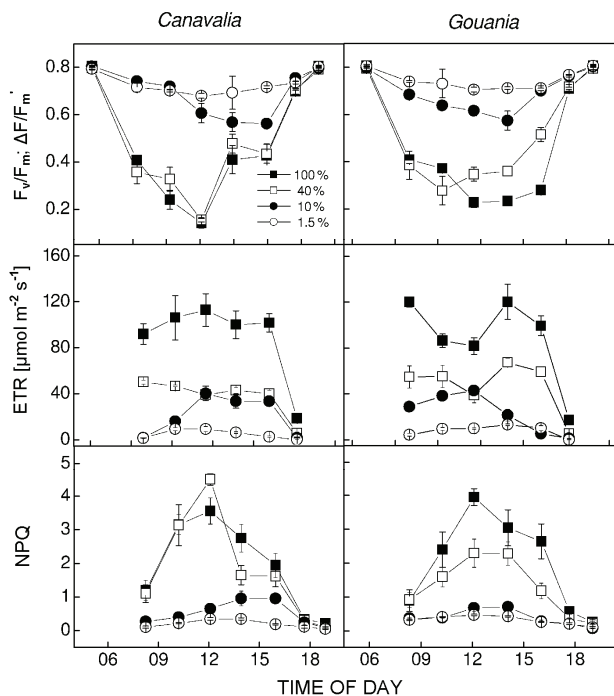 Canavalia
Gouania
Fv/Fm; ΔF/Fm'
0.8
0.6
0.4
0.2
100%
40%
10%
1.5%
ETR [µmol m⁻² s⁻¹]
160
120
80
40
0
NPQ
5
4
3
2
1
0
06 09 12 15 18
06 09 12 15 18
TIME OF DAY